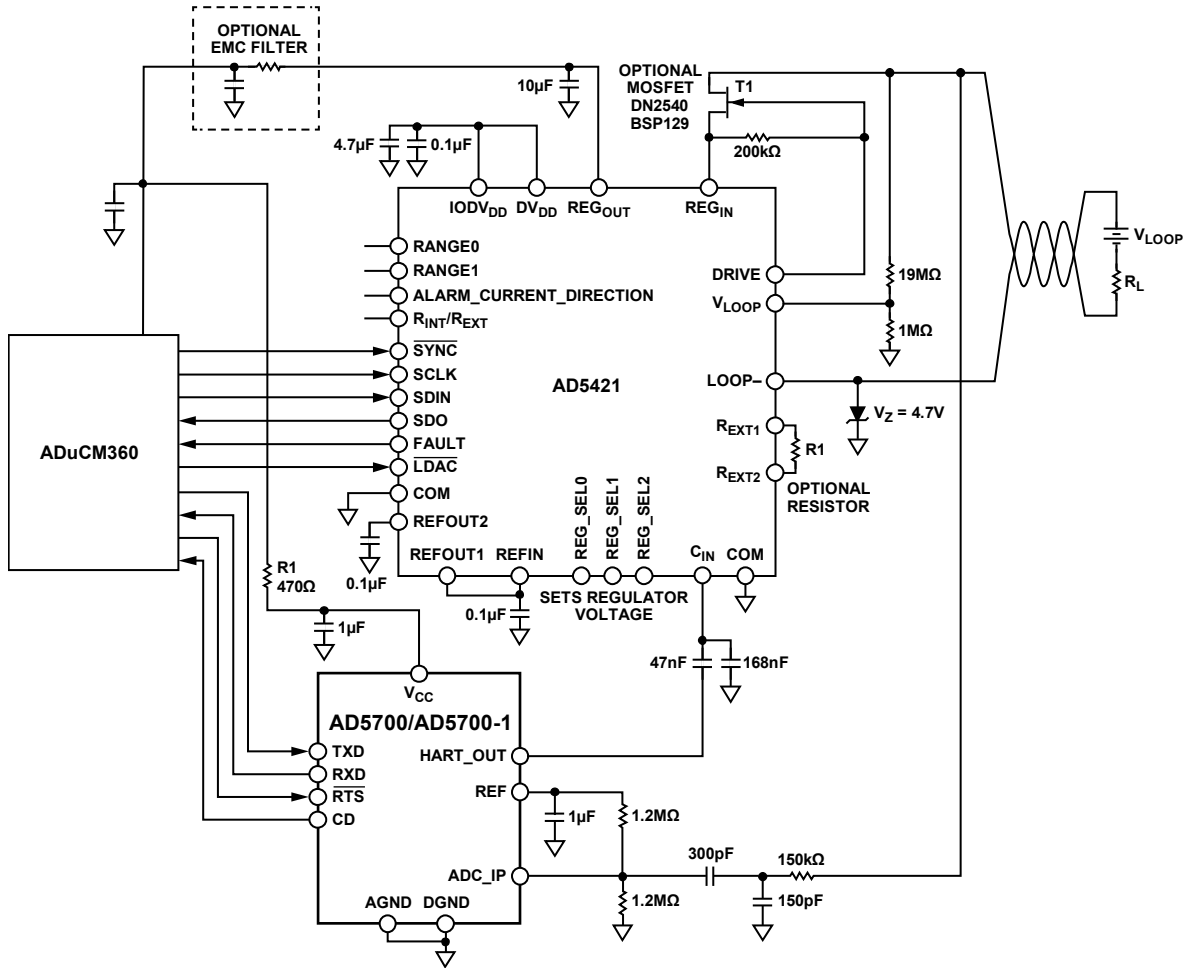 OPTIONAL
EMC FILTER
10µF
OPTIONAL
MOSFET
DN2540
BSP129
T1
4.7µF
0.1µF
200kΩ
IODVDD
DVDD
REGOUT
REGIN
RANGE0
RANGE1
ALARM_CURRENT_DIRECTION
RINT/REXT
SYNC
SCLK
SDIN
SDO
FAULT
LDAC
COM
REFOUT2
AD5421
DRIVE
VLOOP
LOOP–
REXT1
REXT2
19MΩ
1MΩ
VLOOP
RL
VZ = 4.7V
R1
OPTIONAL
RESISTOR
ADuCM360
0.1µF
REFOUT1
REFIN
REG_SEL0
REG_SEL1
REG_SEL2
CIN
COM
SETS REGULATOR
VOLTAGE
0.1µF
R1
470Ω
1µF
47nF
168nF
VCC
AD5700/AD5700-1
TXD
RXD
RTS
CD
HART_OUT
REF
ADC_IP
AGND
DGND
1µF
1.2MΩ
1.2MΩ
300pF
150kΩ
150pF